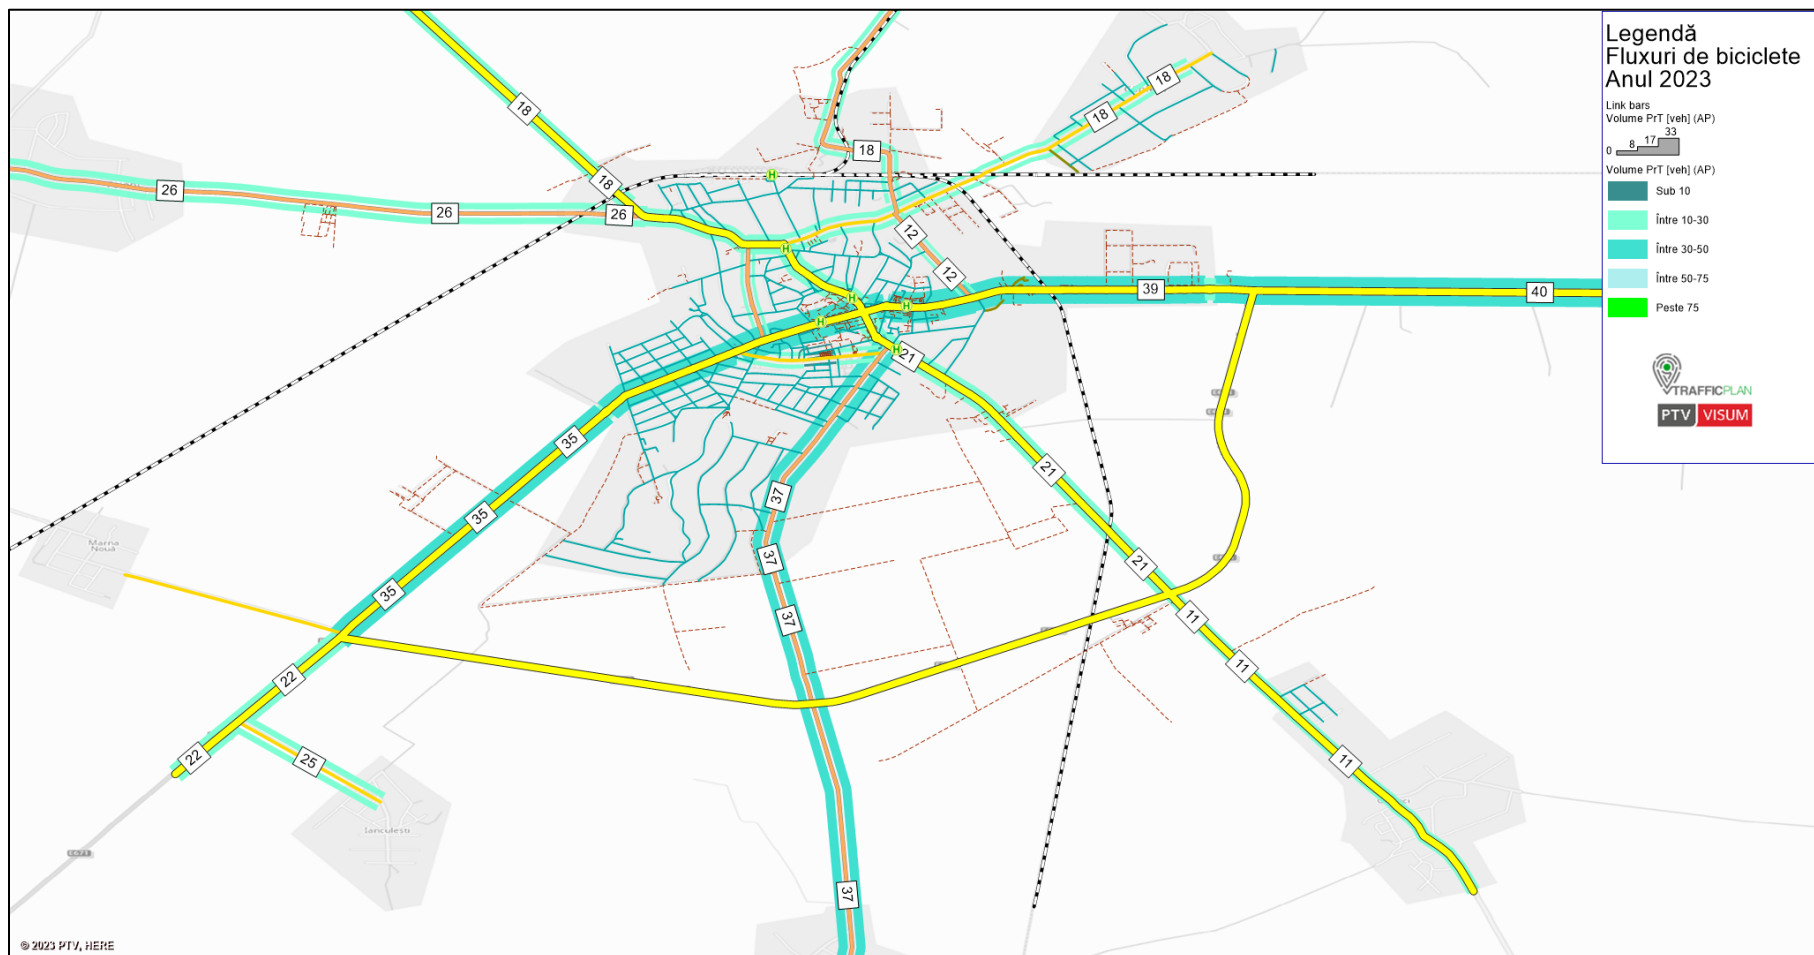 Legendă
Fluxuri de biciclete
Anul 2023
Link bars
Volume PrT [veh] (AP)
0 8 17 33
Volume PrT [veh] (AP)
Sub 10
Între 10-30
Între 30-50
Între 50-75
Peste 75
TRAFFICPLAN
PTV VISUM
18
18
18
18
18
26
26
26
H
H
H
H
H
H
12
12
39
40
21
21
21
35
35
35
37
37
37
37
22
22
25
11
11
11
Marna
Nouă
Ianculești
E671
© 2023 PTV, HERE